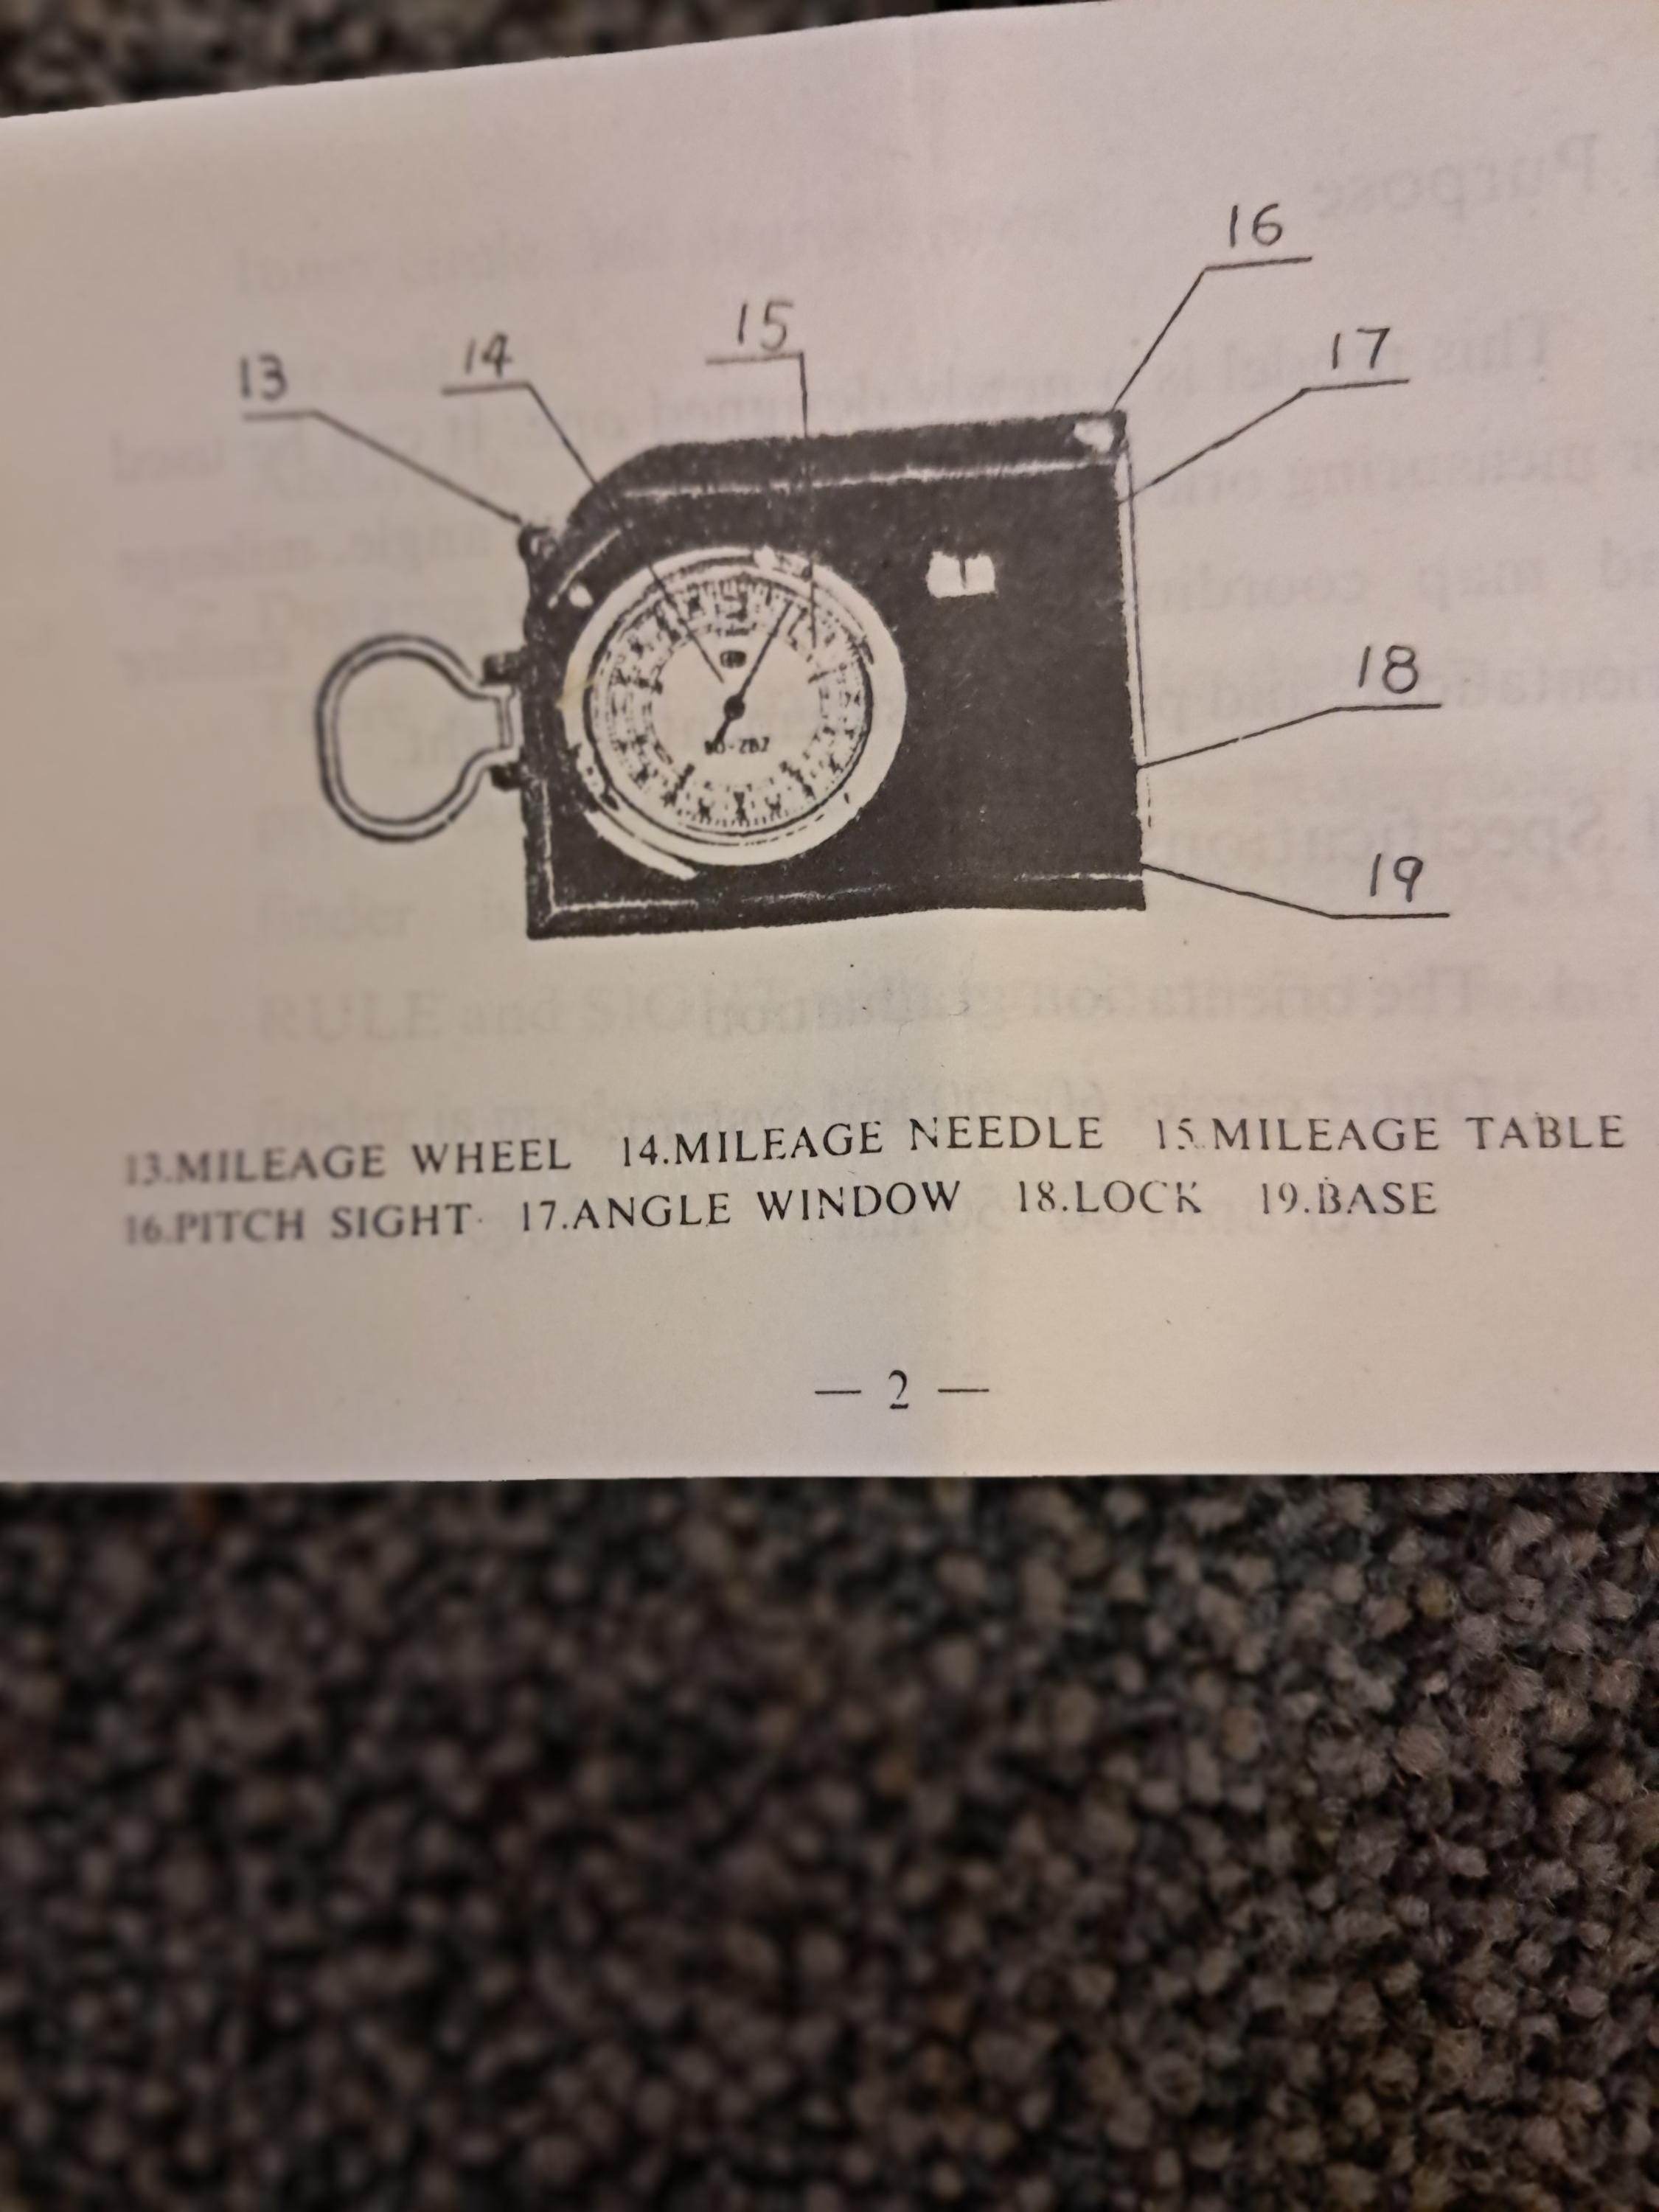 16
17
15
14
13
18
19
13.MILEAGE WHEEL 14.MILEAGE NEEDLE 15.MILEAGE TABLE
16.PITCH SIGHT 17.ANGLE WINDOW 18.LOCK 19.BASE
— 2 —